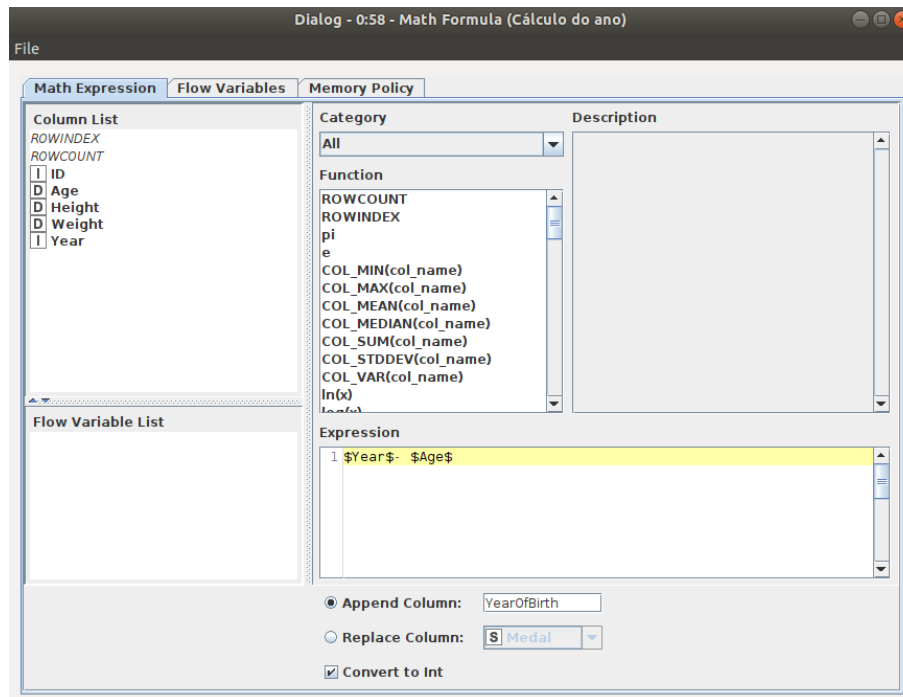 Dialog - 0:58 - Math Formula (Cálculo do ano)
File
Math Expression Flow Variables Memory Policy
Column List
ROWINDEX
ROWCOUNT
I ID
D Age
D Height
D Weight
I Year
Flow Variable List
Category
All
Function
ROWCOUNT
ROWINDEX
pi
e
COL_MIN(col_name)
COL_MAX(col_name)
COL_MEAN(col_name)
COL_MEDIAN(col_name)
COL_SUM(col_name)
COL_STDDEV(col_name)
COL_VAR(col_name)
ln(x)
Description
Expression
1 $Year$- $Age$
Append Column: YearOfBirth
Replace Column: S Medal
Convert to Int